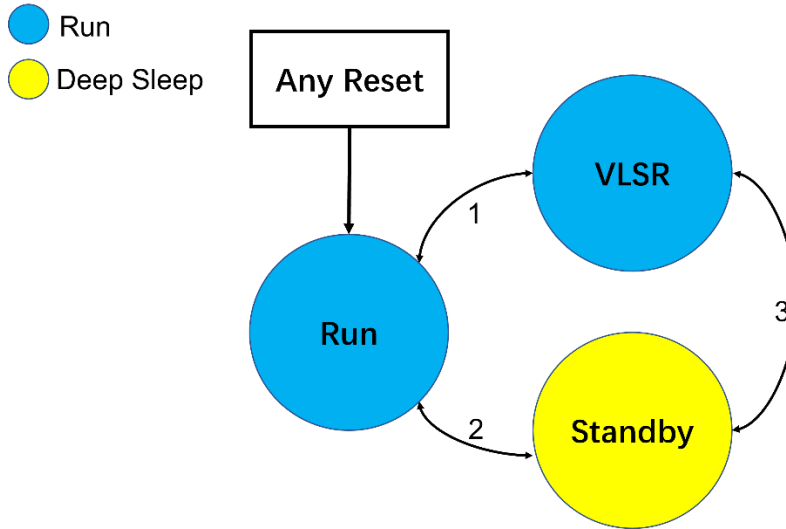 Run
Deep Sleep
Any Reset
VLSR
1
Run
3
2
Standby